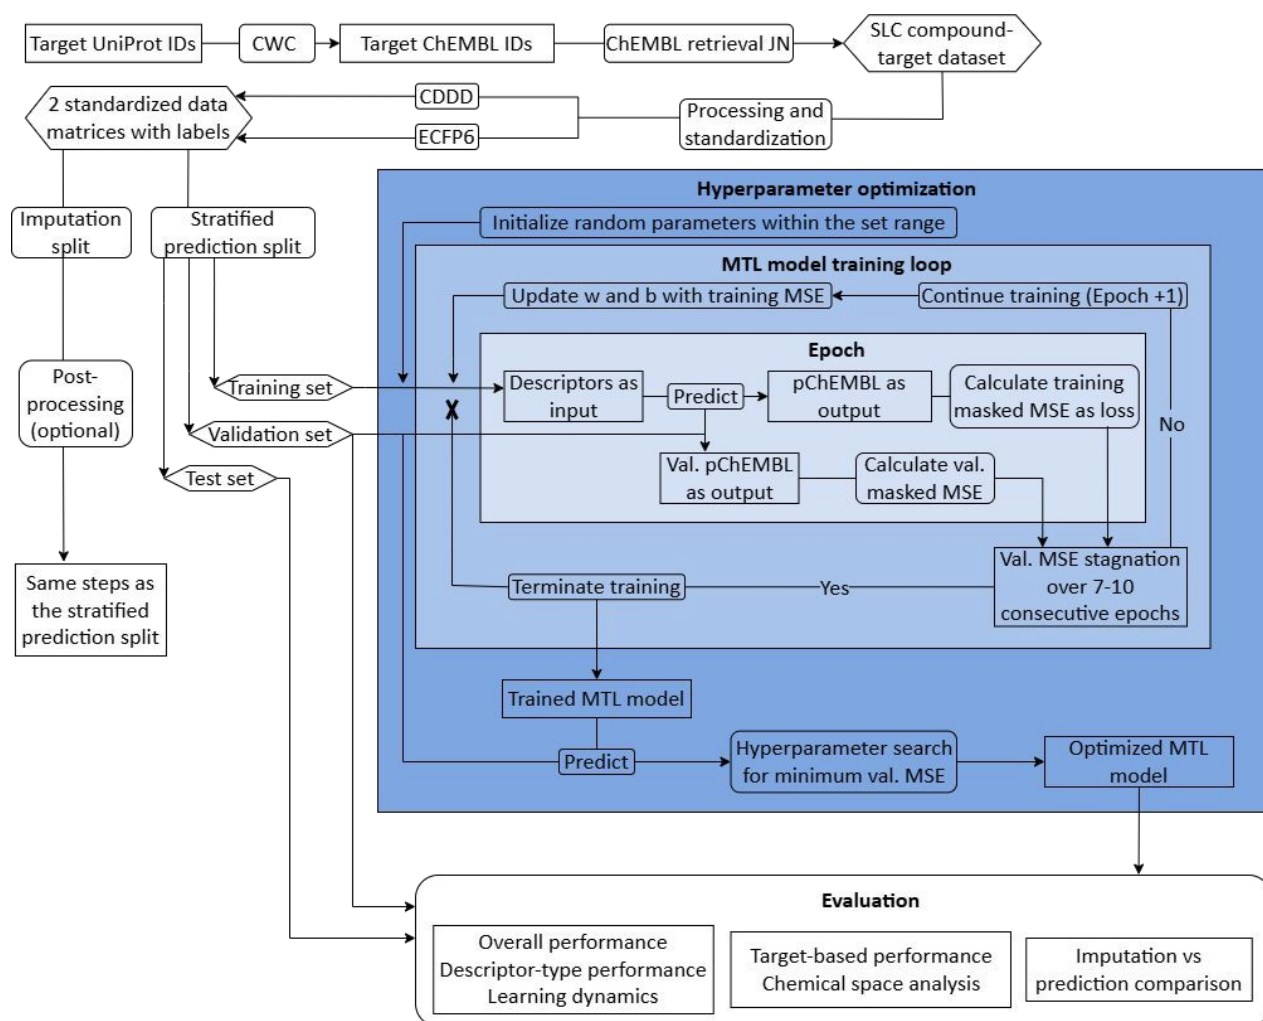 Target UniProt IDs
CWC
Target ChEMBL IDs
ChEMBL retrieval JN
SLC compound-
target dataset
2 standardized data
matrices with labels
CDDD
ECFP6
Processing and
standardization
Imputation
split
Stratified
prediction split
Hyperparameter optimization
Initialize random parameters within the set range
MTL model training loop
Update w and b with training MSE
Continue training (Epoch +1)
Epoch
Post-
processing
(optional)
Training set
Descriptors as
input
Predict
pChEMBL as
output
Calculate training
masked MSE as loss
No
Validation set
Test set
Val. pChEMBL
as output
Calculate val.
masked MSE
X
Same steps as
the stratified
prediction split
Terminate training
Yes
Val. MSE stagnation
over 7-10
consecutive epochs
Trained MTL model
Predict
Hyperparameter search
for minimum val. MSE
Optimized MTL
model
Evaluation
Overall performance
Descriptor-type performance
Learning dynamics
Target-based performance
Chemical space analysis
Imputation vs
prediction comparison